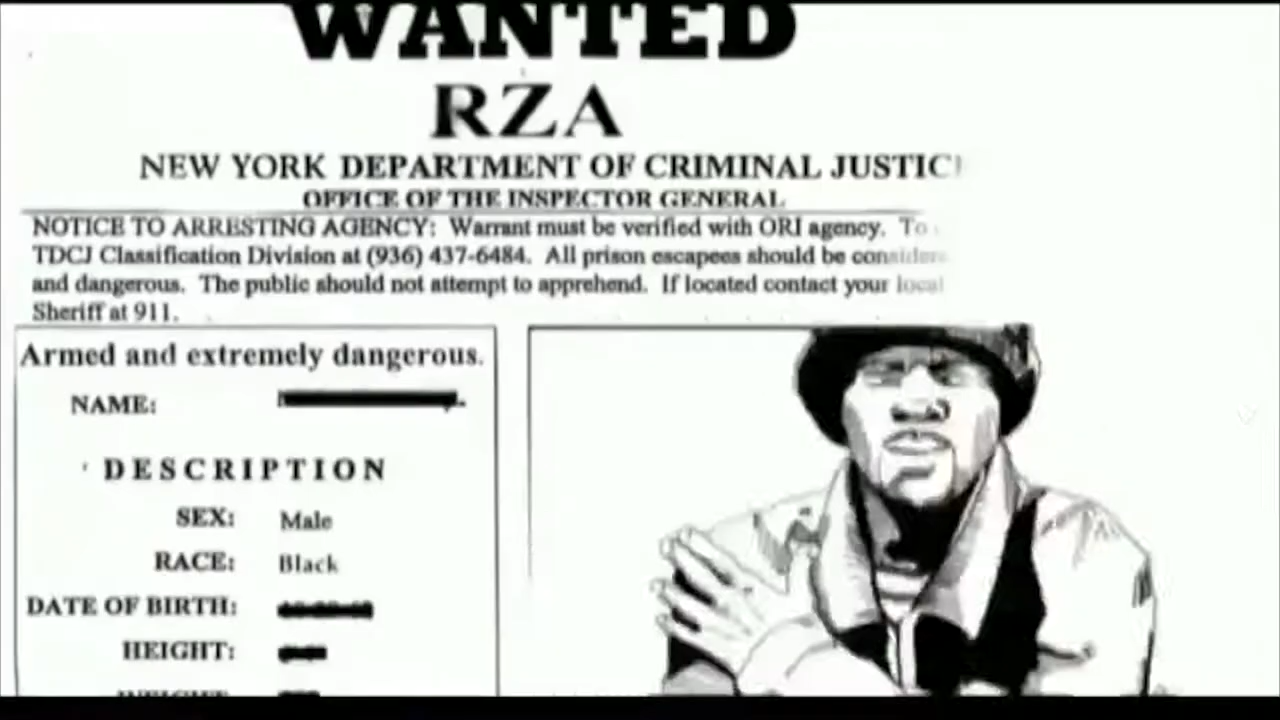 WANTED
RZA
NEW YORK DEPARTMENT OF CRIMINAL JUSTIC
OFFICE OF THE INSPECTOR GENERAL
NOTICE TO ARRESTING AGENCY: Warrant must be verified with ORI agency. To
TDCJ Classification Division at (936) 437-6484. All prison escapees should be considere
and dangerous. The public should not attempt to apprehend. If located contact your local
Sheriff at 911.
Armed and extremely dangerous.
NAME:
DESCRIPTION
SEX: Male
RACE: Black
DATE OF BIRTH:
HEIGHT: